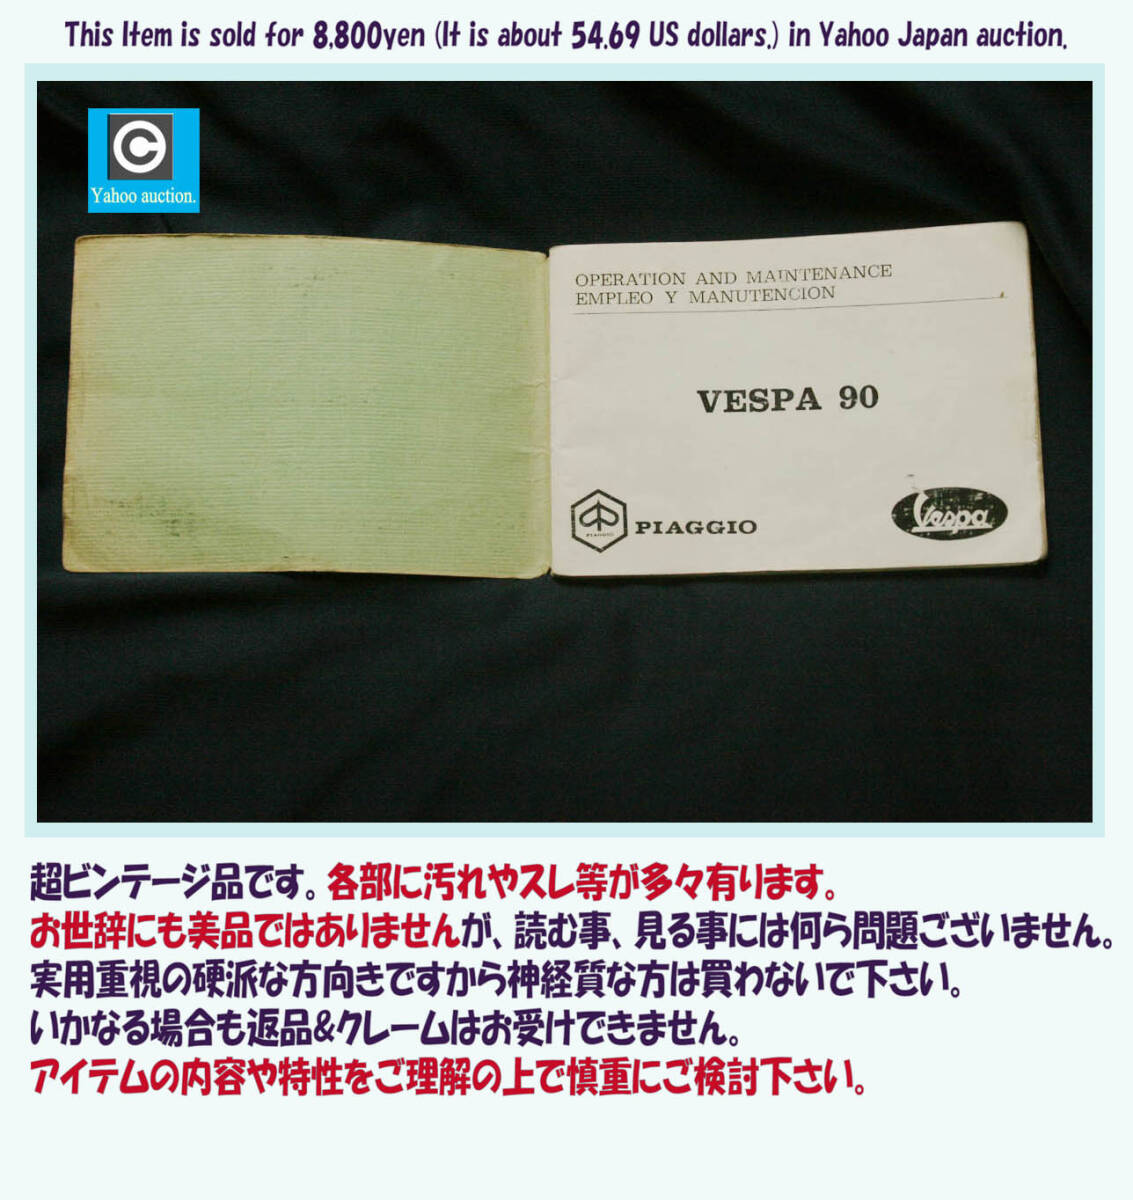 This Item is sold for 8,800yen (It is about 54.69 US dollars.) in Yahoo Japan auction.
C
Yahoo auction.
OPERATION AND MAINTENANCE
EMPLEO Y MANUTENCION
VESPA 90
PIAGGIO
PIAGGIO
Vespa
超ビンテージ品です。各部に汚れやスレ等が多々有ります。
お世辞にも美品ではありませんが、読む事、見る事には何ら問題ございません。
実用重視の硬派な方向きですから神経質な方は買わないで下さい。
いかなる場合も返品&クレームはお受けできません。
アイテムの内容や特性をご理解の上で慎重にご検討下さい。